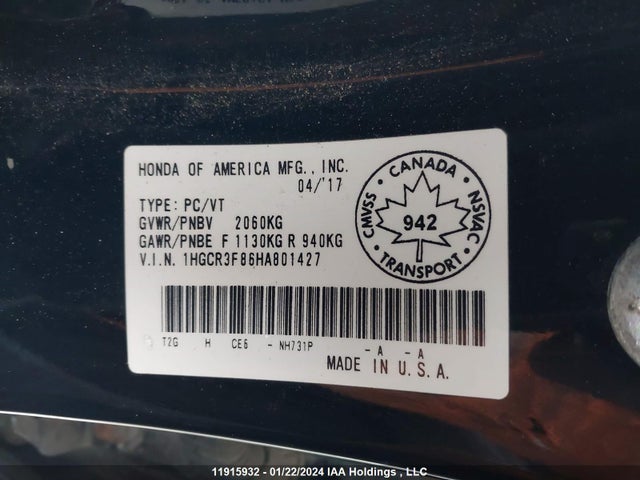 HONDA OF AMERICA MFG., INC.
04/'17
TYPE: PC/VT
GVWR/PNBV 2060KG
GAWR/PNBE F 1130KG R 940KG
V.I.N. 1HGCR3F86HA801427
CANADA
CMVSS
942
NSVAC
TRANSPORT
T2G H CE6 - NH731P - A - A
MADE IN U.S.A.
11915932 - 01/22/2024 IAA Holdings , LLC